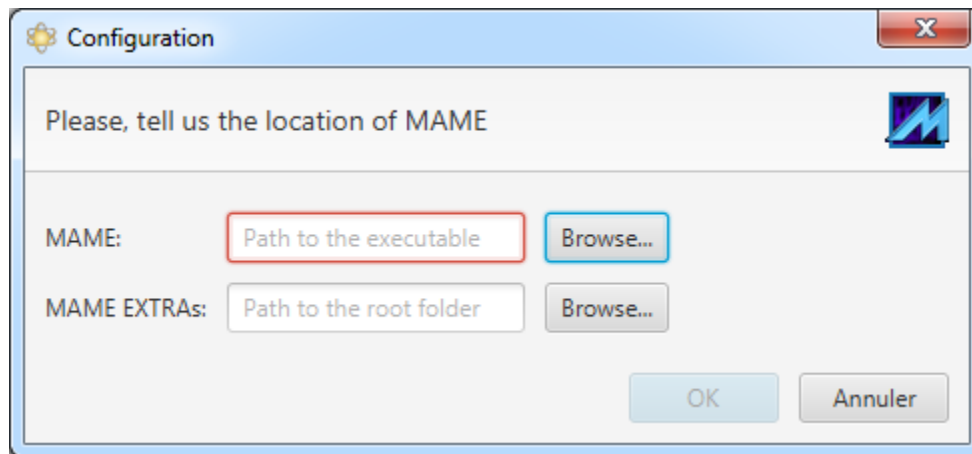 Configuration
Please, tell us the location of MAME
MAME: Path to the executable Browse...
MAME EXTRAs: Path to the root folder Browse...
OK Annuler